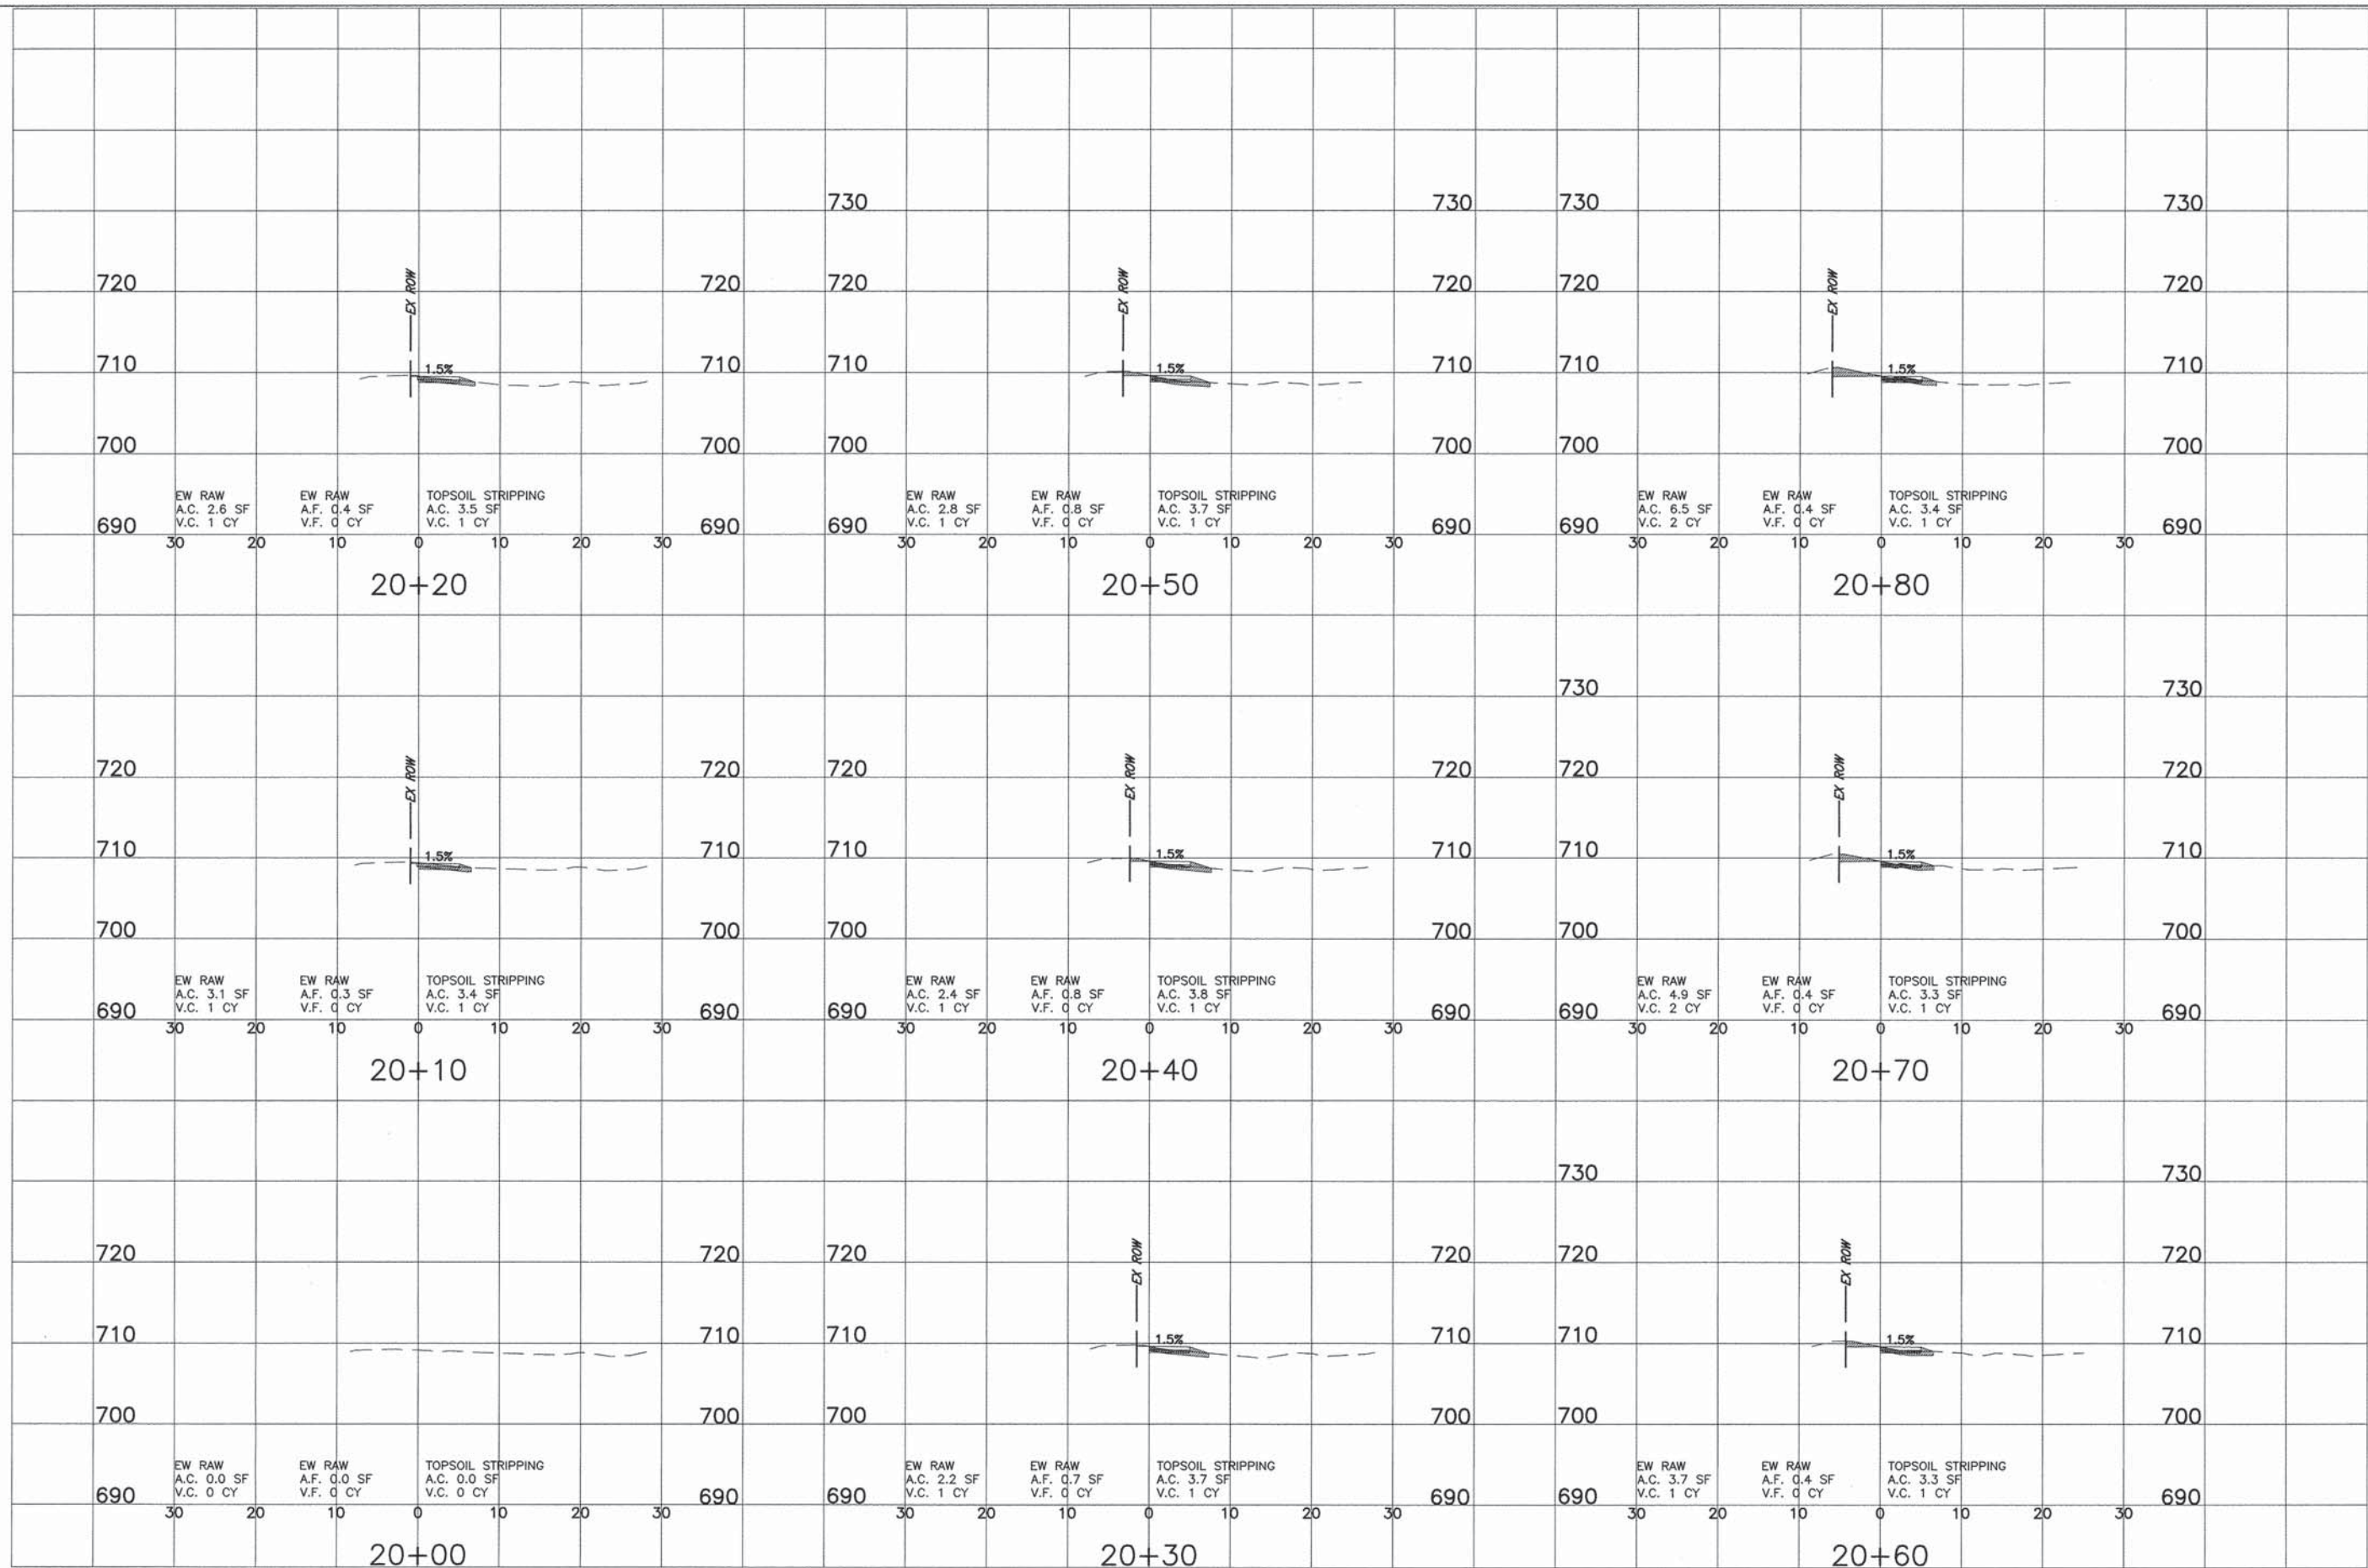 730 730 730 730
EX ROW EX ROW EX ROW
720 720 720 720 720 720
710 1.5% 710 710 1.5% 710 710 1.5% 710
700 700 700 700 700 700
EW RAW EW RAW TOPSOIL STRIPPING EW RAW EW RAW TOPSOIL STRIPPING EW RAW EW RAW TOPSOIL STRIPPING
A.C. 2.6 SF A.F. 0.4 SF A.C. 3.5 SF A.C. 2.8 SF A.F. 0.8 SF A.C. 3.7 SF A.C. 6.5 SF A.F. 0.4 SF A.C. 3.4 SF
V.C. 1 CY V.F. 0 CY V.C. 1 CY V.C. 1 CY V.F. 0 CY V.C. 1 CY V.C. 2 CY V.F. 0 CY V.C. 1 CY
690 690 690 690 690 690
30 20 10 0 10 20 30 30 20 10 0 10 20 30 30 20 10 0 10 20 30
20+20 20+50 20+80
730 730
EX ROW EX ROW EX ROW
720 720 720 720 720 720
710 1.5% 710 710 1.5% 710 710 1.5% 710
700 700 700 700 700 700
EW RAW EW RAW TOPSOIL STRIPPING EW RAW EW RAW TOPSOIL STRIPPING EW RAW EW RAW TOPSOIL STRIPPING
A.C. 3.1 SF A.F. 0.3 SF A.C. 3.4 SF A.C. 2.4 SF A.F. 0.8 SF A.C. 3.8 SF A.C. 4.9 SF A.F. 0.4 SF A.C. 3.3 SF
V.C. 1 CY V.F. 0 CY V.C. 1 CY V.C. 1 CY V.F. 0 CY V.C. 1 CY V.C. 2 CY V.F. 0 CY V.C. 1 CY
690 690 690 690 690 690
30 20 10 0 10 20 30 30 20 10 0 10 20 30 30 20 10 0 10 20 30
20+10 20+40 20+70
730 730
EX ROW EX ROW
720 720 720 720 720 720
710 710 710 1.5% 710 710 1.5% 710
700 700 700 700 700 700
EW RAW EW RAW TOPSOIL STRIPPING EW RAW EW RAW TOPSOIL STRIPPING EW RAW EW RAW TOPSOIL STRIPPING
A.C. 0.0 SF A.F. 0.0 SF A.C. 0.0 SF A.C. 2.2 SF A.F. 0.7 SF A.C. 3.7 SF A.C. 3.7 SF A.F. 0.4 SF A.C. 3.3 SF
V.C. 0 CY V.F. 0 CY V.C. 0 CY V.C. 1 CY V.F. 0 CY V.C. 1 CY V.C. 1 CY V.F. 0 CY V.C. 1 CY
690 690 690 690 690 690
30 20 10 0 10 20 30 30 20 10 0 10 20 30 30 20 10 0 10 20 30
20+00 20+30 20+60